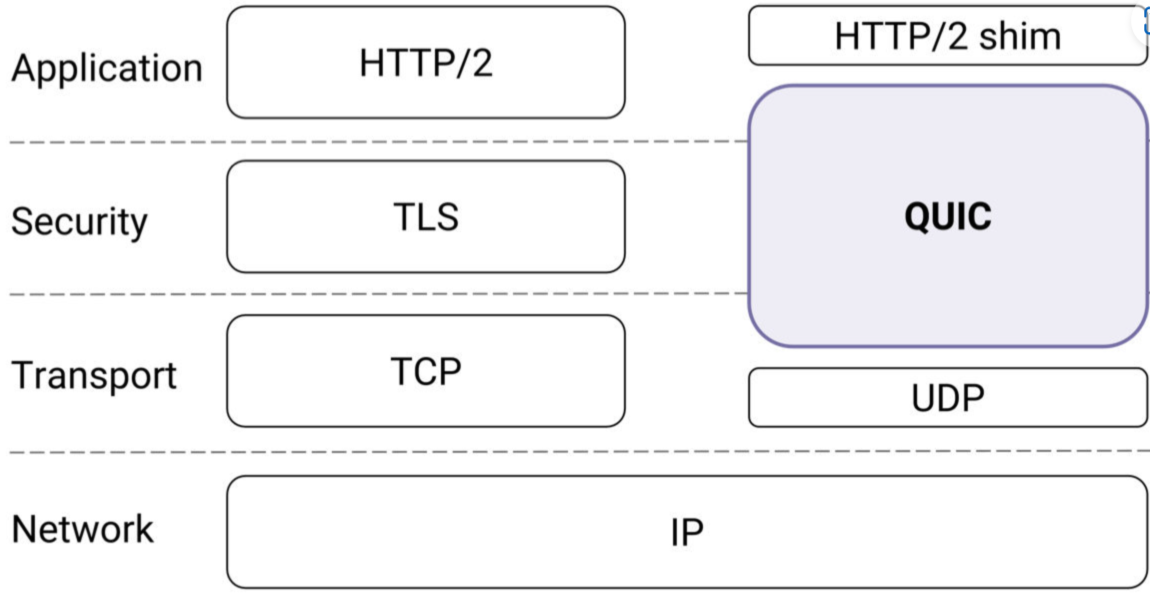 Application
HTTP/2
HTTP/2 shim
Security
TLS
QUIC
Transport
TCP
UDP
Network
IP